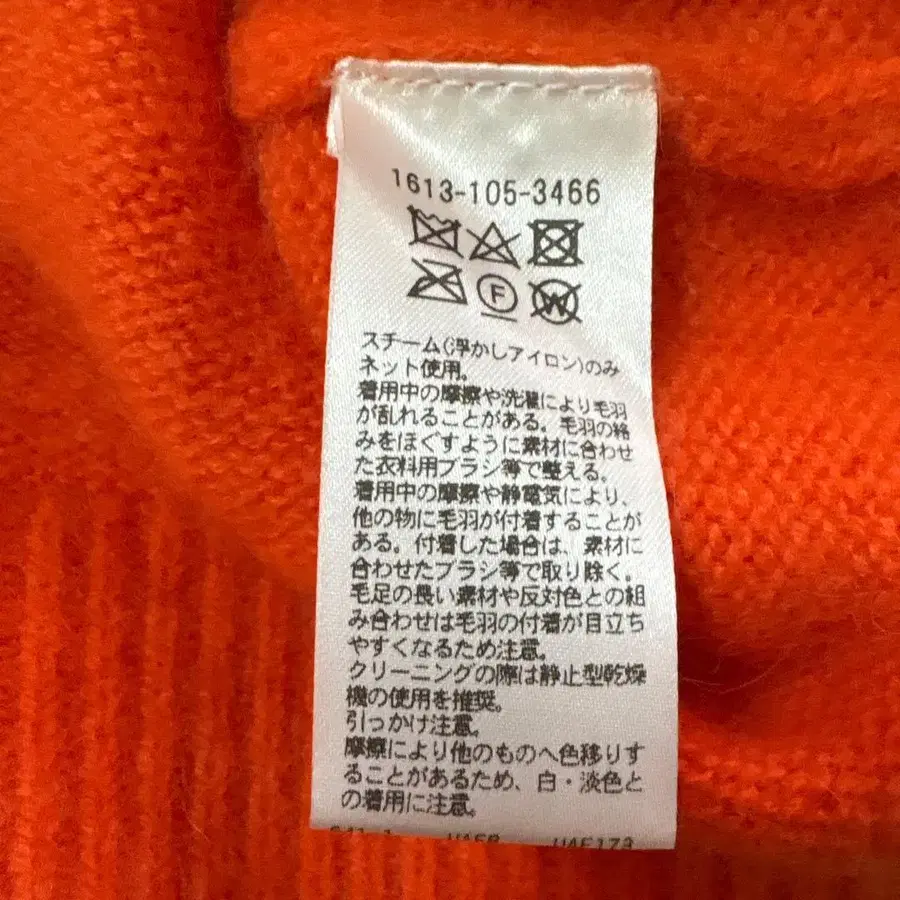 1613-105-3466
F
W
スチーム(浮かしアイロン)のみ
ネット使用。
着用中の摩擦や洗濯により毛羽
が乱れることがある。毛羽の絡
みをほぐすように素材に合わせ
た衣料用ブラシ等で整える。
着用中の摩擦や静電気により、
他の物に毛羽が付着することが
ある。付着した場合は、素材に
合わせたブラシ等で取り除く。
毛足の長い素材や反対色との組
み合わせは毛羽の付着が目立ち
やすくなるため注意。
クリーニングの際は静止型乾燥
機の使用を推奨。
引っかけ注意。
摩擦により他のものへ色移りす
ることがあるため、白・淡色と
の着用に注意。